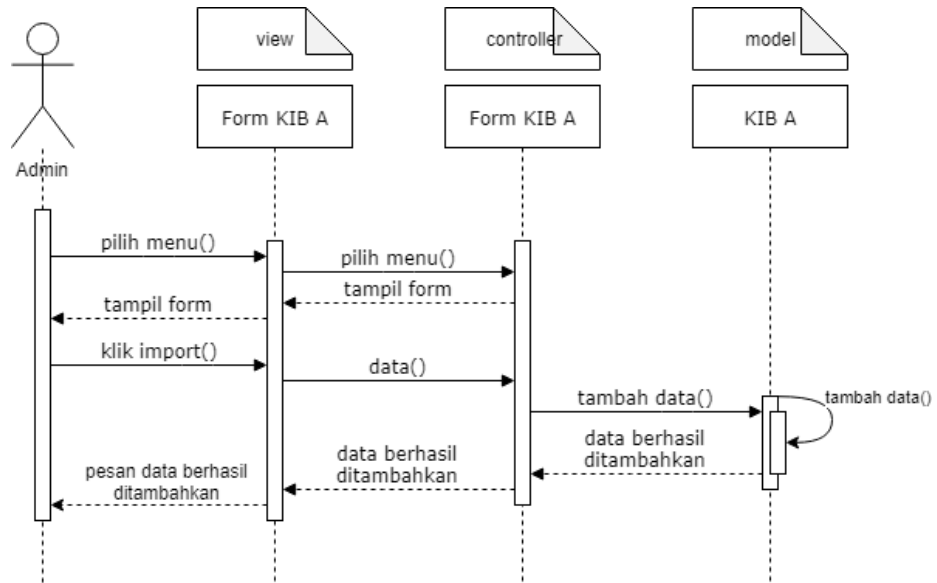 view
controller
model
Form KIB A
Form KIB A
KIB A
Admin
pilih menu()
pilih menu()
tampil form
tampil form
klik import()
data()
tambah data()
tambah data()
data berhasil
ditambahkan
data berhasil
ditambahkan
pesan data berhasil
ditambahkan